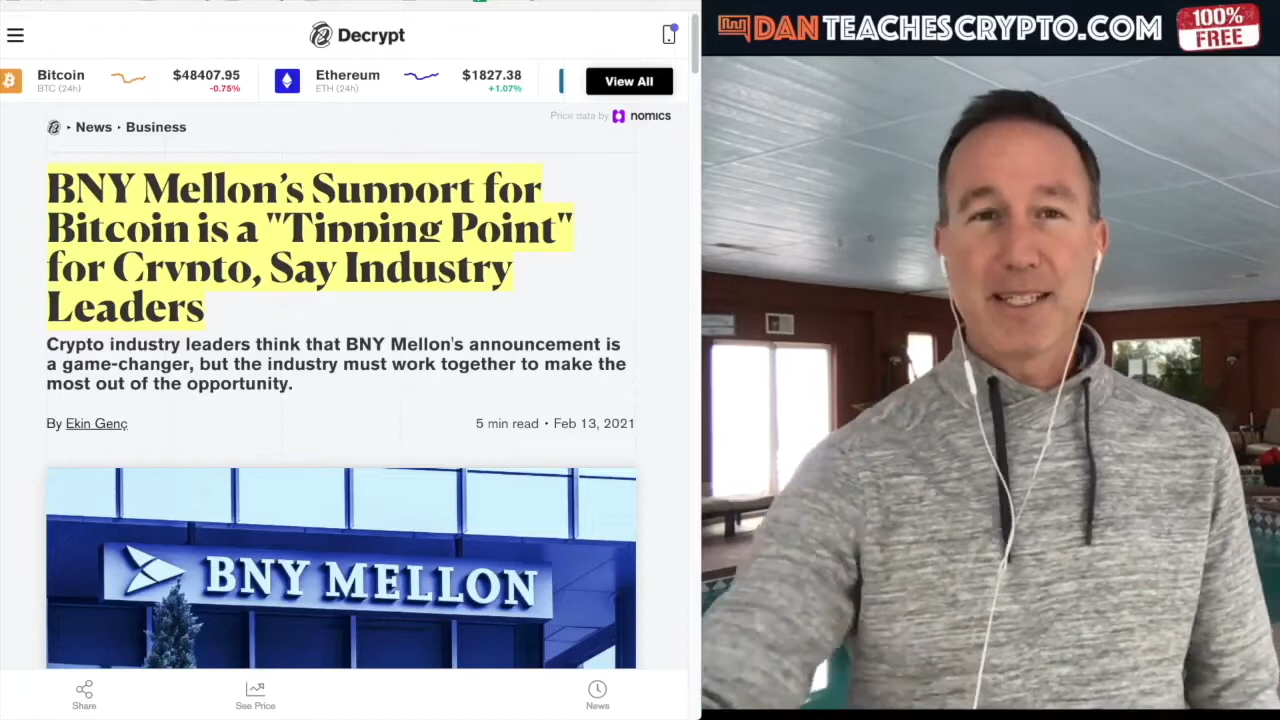 Decrypt
Bitcoin
BTC (24h)
$48407.95
-0.75%
Ethereum
ETH (24h)
$1827.38
+1.07%
View All
Price data by nomics
News • Business
BNY Mellon's Support for
Bitcoin is a "Tipping Point"
for Crypto, Say Industry
Leaders
Crypto industry leaders think that BNY Mellon's announcement is
a game-changer, but the industry must work together to make the
most out of the opportunity.
By Ekin Genç
5 min read • Feb 13, 2021
BNY MELLON
Share
See Price
News
DANTEACHESCRYPTO.COM
100%
FREE